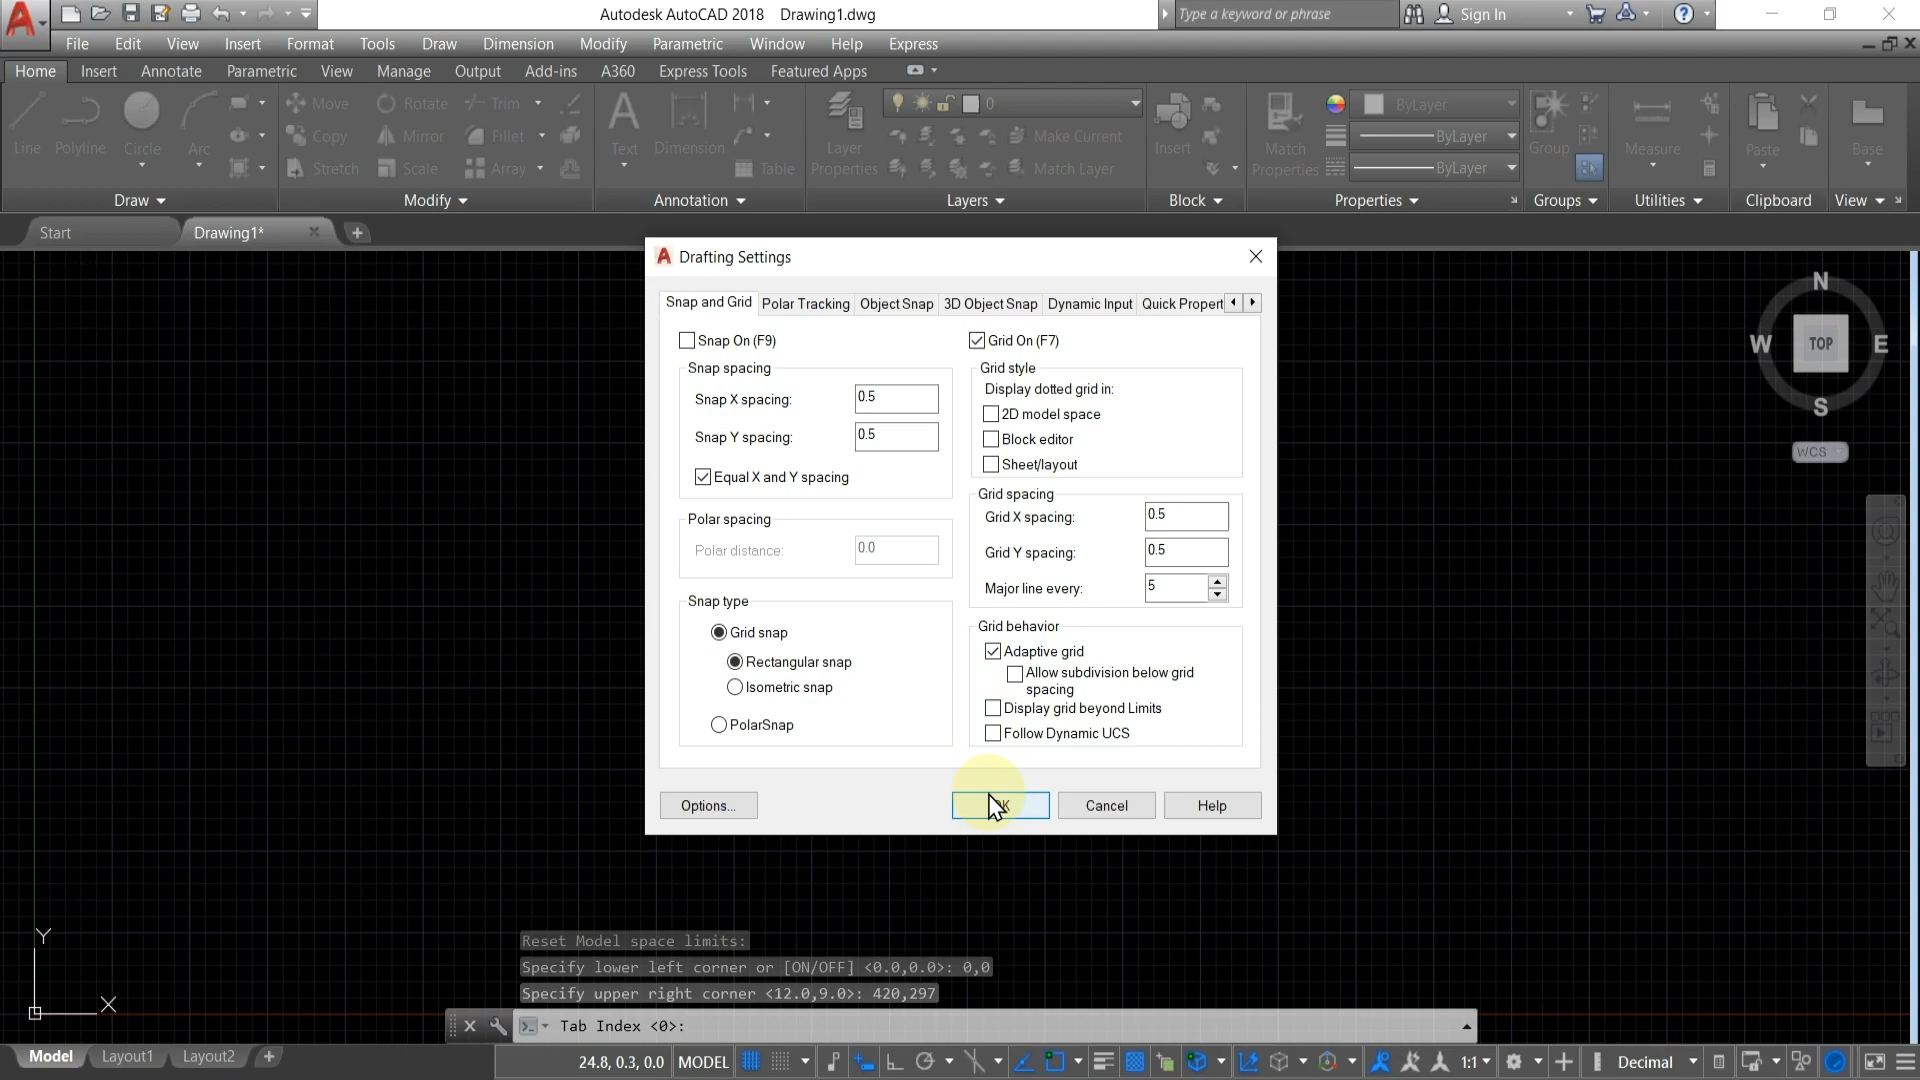 Autodesk AutoCAD 2018 Drawing1.dwg
Type a keyword or phrase
Sign In
File Edit View Insert Format Tools Draw Dimension Modify Parametric Window Help Express
Home Insert Annotate Parametric View Manage Output Add-ins A360 Express Tools Featured Apps
Line Polyline Circle Arc
Move Rotate Trim
Copy Mirror Fillet
Stretch Scale Array
Text Dimension Table
Layer Properties
0
Make Current
Match Layer
Insert
Match Properties
ByLayer
ByLayer
ByLayer
Group Measure Paste Base
Draw Modify Annotation Layers Block Properties Groups Utilities Clipboard View
Start Drawing1*
Drafting Settings
Snap and Grid Polar Tracking Object Snap 3D Object Snap Dynamic Input Quick Propert
Snap On (F9)
Snap spacing
Snap X spacing: 0.5
Snap Y spacing: 0.5
Equal X and Y spacing
Polar spacing
Polar distance: 0.0
Snap type
Grid snap
Rectangular snap
Isometric snap
PolarSnap
Grid On (F7)
Grid style
Display dotted grid in:
2D model space
Block editor
Sheet/layout
Grid spacing
Grid X spacing: 0.5
Grid Y spacing: 0.5
Major line every: 5
Grid behavior
Adaptive grid
Allow subdivision below grid
spacing
Display grid beyond Limits
Follow Dynamic UCS
Options... Cancel Help
N
W TOP E
S
WCS
Y
X
Reset Model space limits:
Specify lower left corner or [ON/OFF] <0.0,0.0>: 0,0
Specify upper right corner <12.0,9.0>: 420,297
Tab Index <0>:
Model Layout1 Layout2
24.8, 0.3, 0.0 MODEL 1:1 Decimal